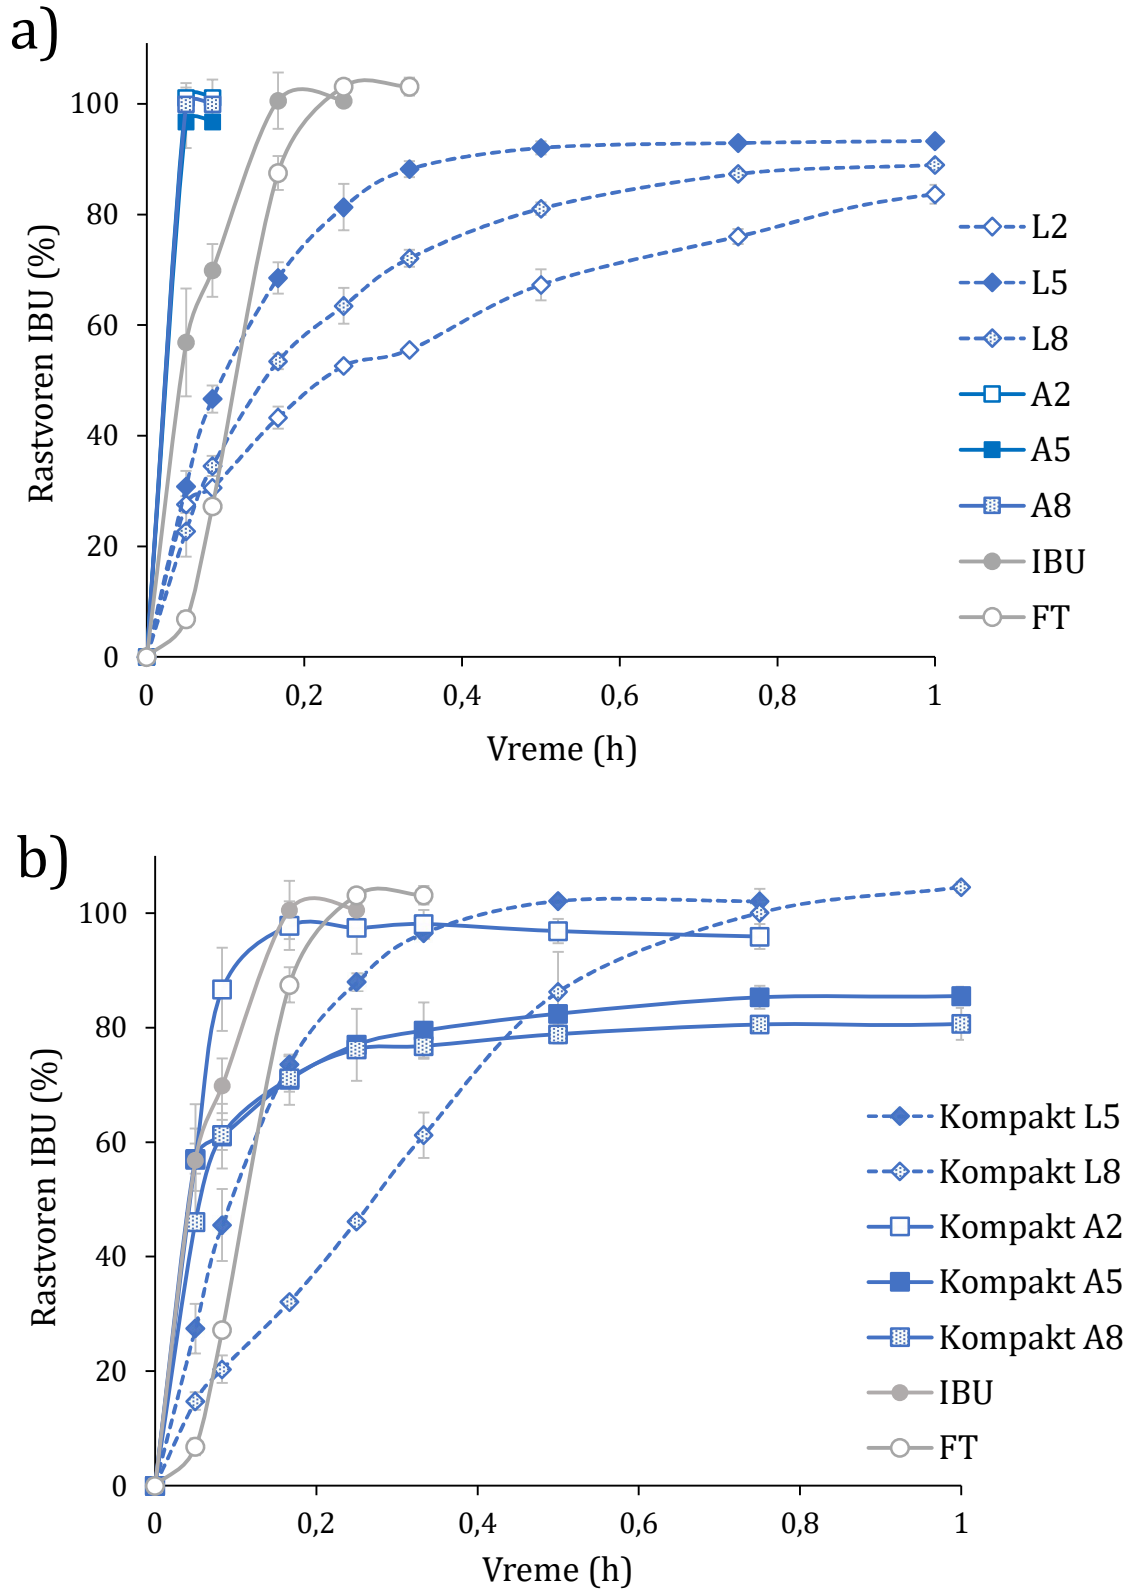 a)
Rastvoren IBU (%)
100
80
60
40
20
0
0
0,2
0,4
0,6
0,8
1
Vreme (h)
L2
L5
L8
A2
A5
A8
IBU
FT
b)
Rastvoren IBU (%)
100
80
60
40
20
0
0
0,2
0,4
0,6
0,8
1
Vreme (h)
Kompakt L5
Kompakt L8
Kompakt A2
Kompakt A5
Kompakt A8
IBU
FT